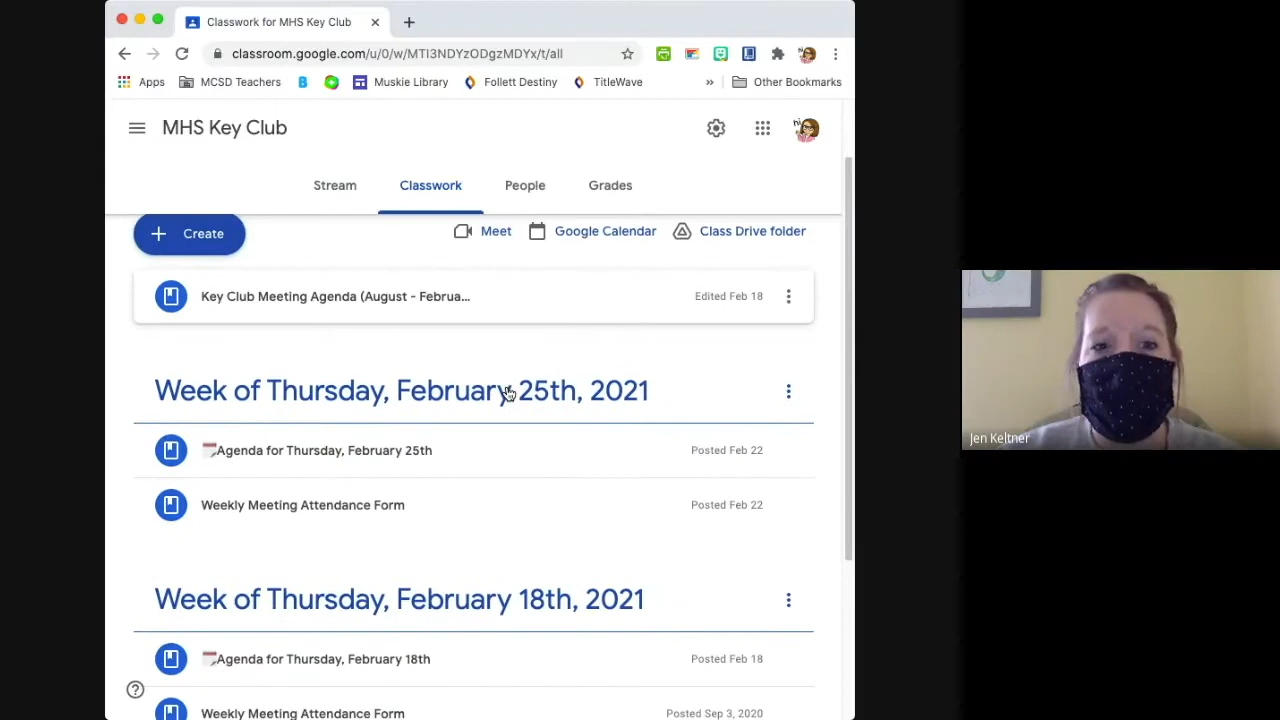 Classwork for MHS Key Club
classroom.google.com/u/0/w/MTI3NDYzODgzMDYx/t/all
Apps MCSD Teachers B Muskie Library Follett Destiny TitleWave » Other Bookmarks
MHS Key Club
hi
Stream Classwork People Grades
Create Meet Google Calendar Class Drive folder
Key Club Meeting Agenda (August - Februa... Edited Feb 18
Week of Thursday, February 25th, 2021
Agenda for Thursday, February 25th Posted Feb 22
Weekly Meeting Attendance Form Posted Feb 22
Week of Thursday, February 18th, 2021
Agenda for Thursday, February 18th Posted Feb 18
Weekly Meeting Attendance Form Posted Sep 3, 2020
Jen Keltner